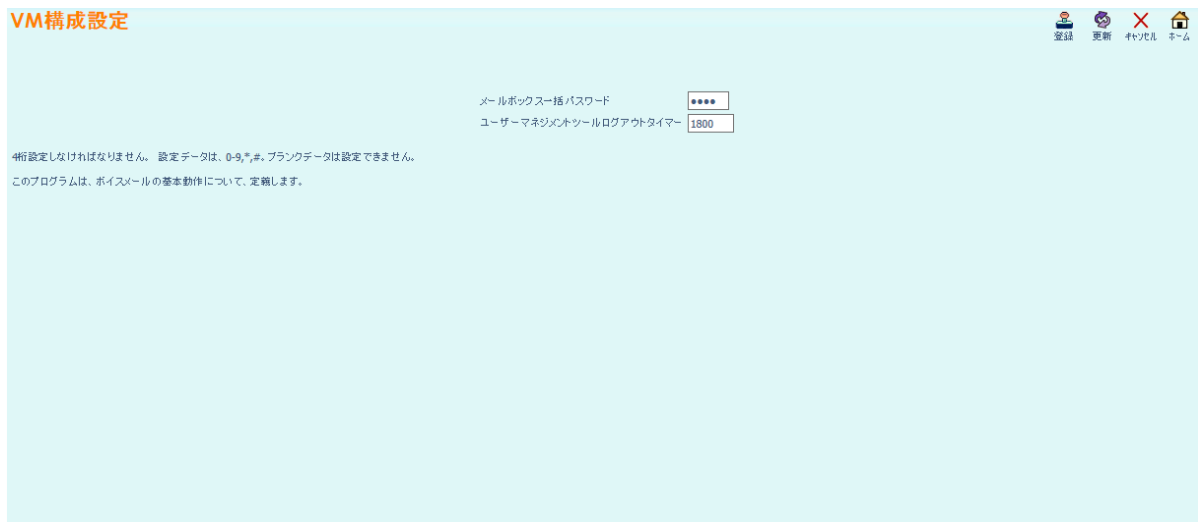 VM構成設定
登録 更新 キャンセル ホーム
メールボックス一括パスワード ●●●●
ユーザーマネジメントツールログアウトタイマー 1800
4桁設定しなければなりません。 設定データは、0-9,*,#。ブランクデータは設定できません。
このプログラムは、ボイスメールの基本動作について、定義します。